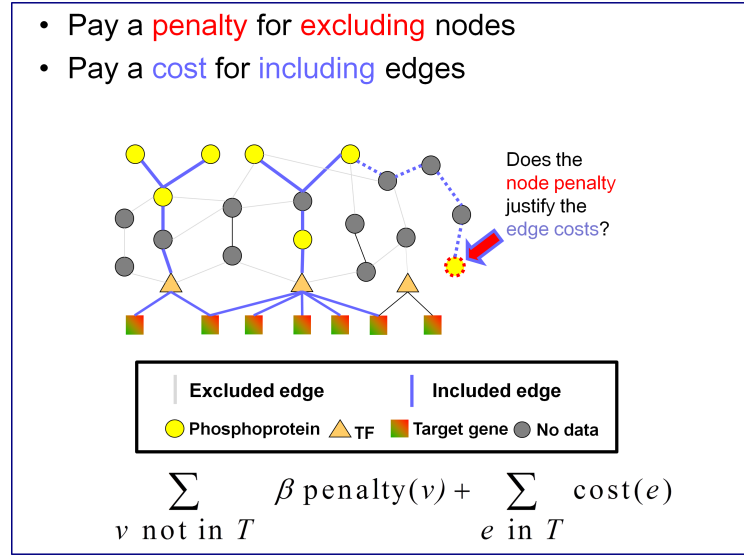 • Pay a penalty for excluding nodes
• Pay a cost for including edges
Does the
node penalty
justify the
edge costs?
Excluded edge Included edge
Phosphoprotein TF Target gene No data
∑ β penalty(v) + ∑ cost(e)
v not in T e in T